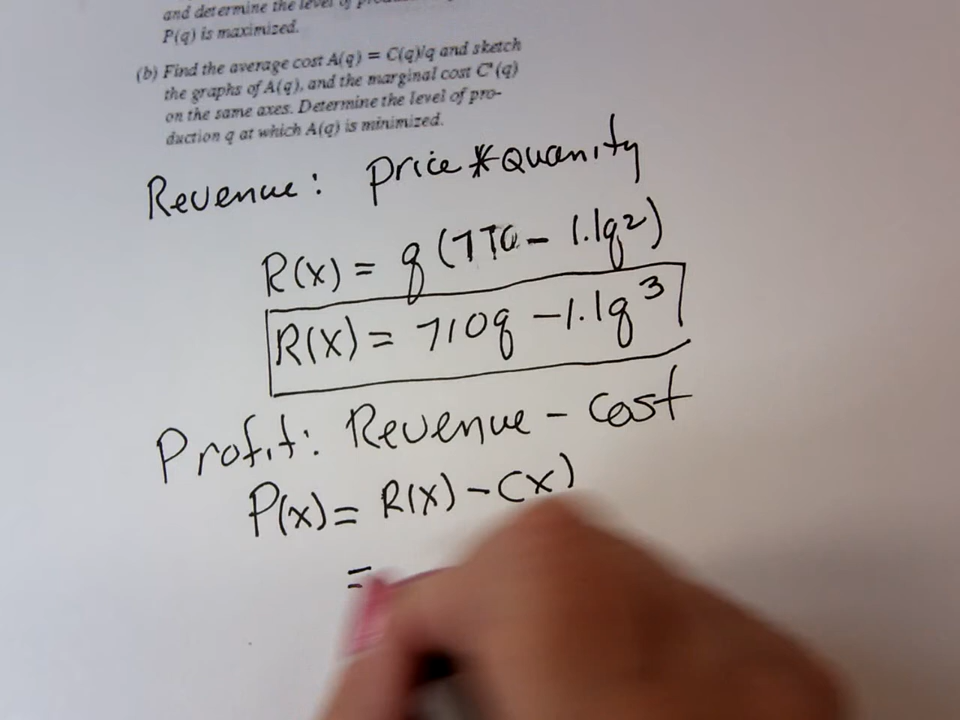 and determine the level of
P(q) is maximized.
(b) Find the average cost A(q) = C(q)/q and sketch
the graphs of A(q), and the marginal cost C'(q)
on the same axes. Determine the level of pro-
duction q at which A(q) is minimized.
Revenue: price * quanity
R(x) = q (710 - 1.1q²)
R(x) = 710q - 1.1q³
Profit: Revenue - Cost
P(x) = R(x) - Cx)
=